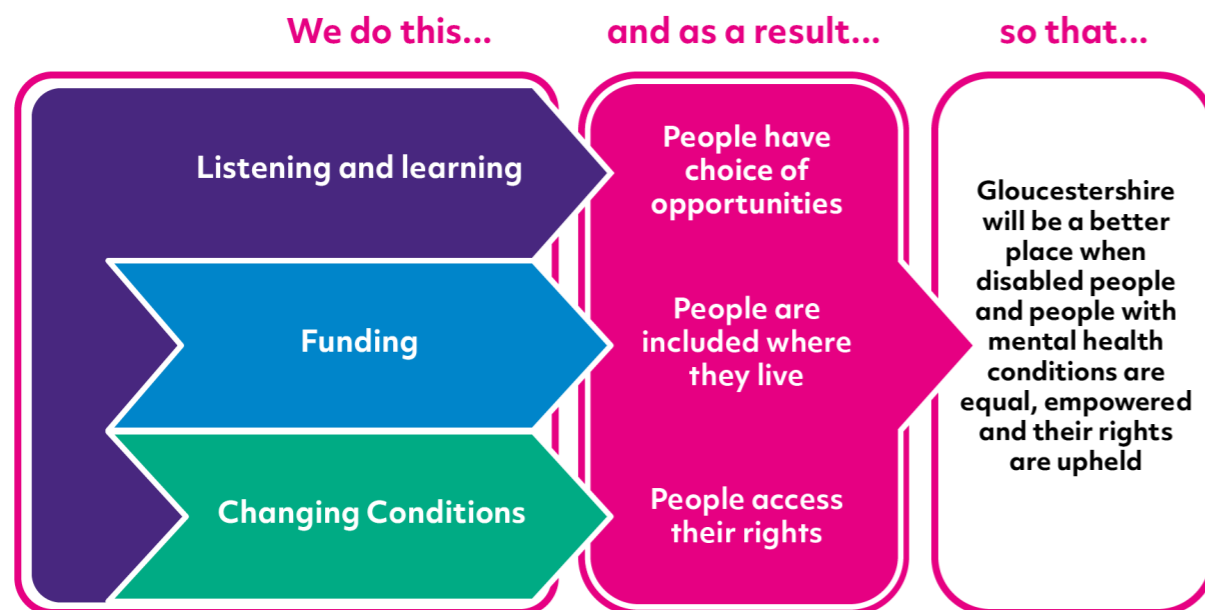 We do this...
and as a result...
so that...
Listening and learning
Funding
Changing Conditions
People have
choice of
opportunities
People are
included where
they live
People access
their rights
Gloucestershire
will be a better
place when
disabled people
and people with
mental health
conditions are
equal, empowered
and their rights
are upheld